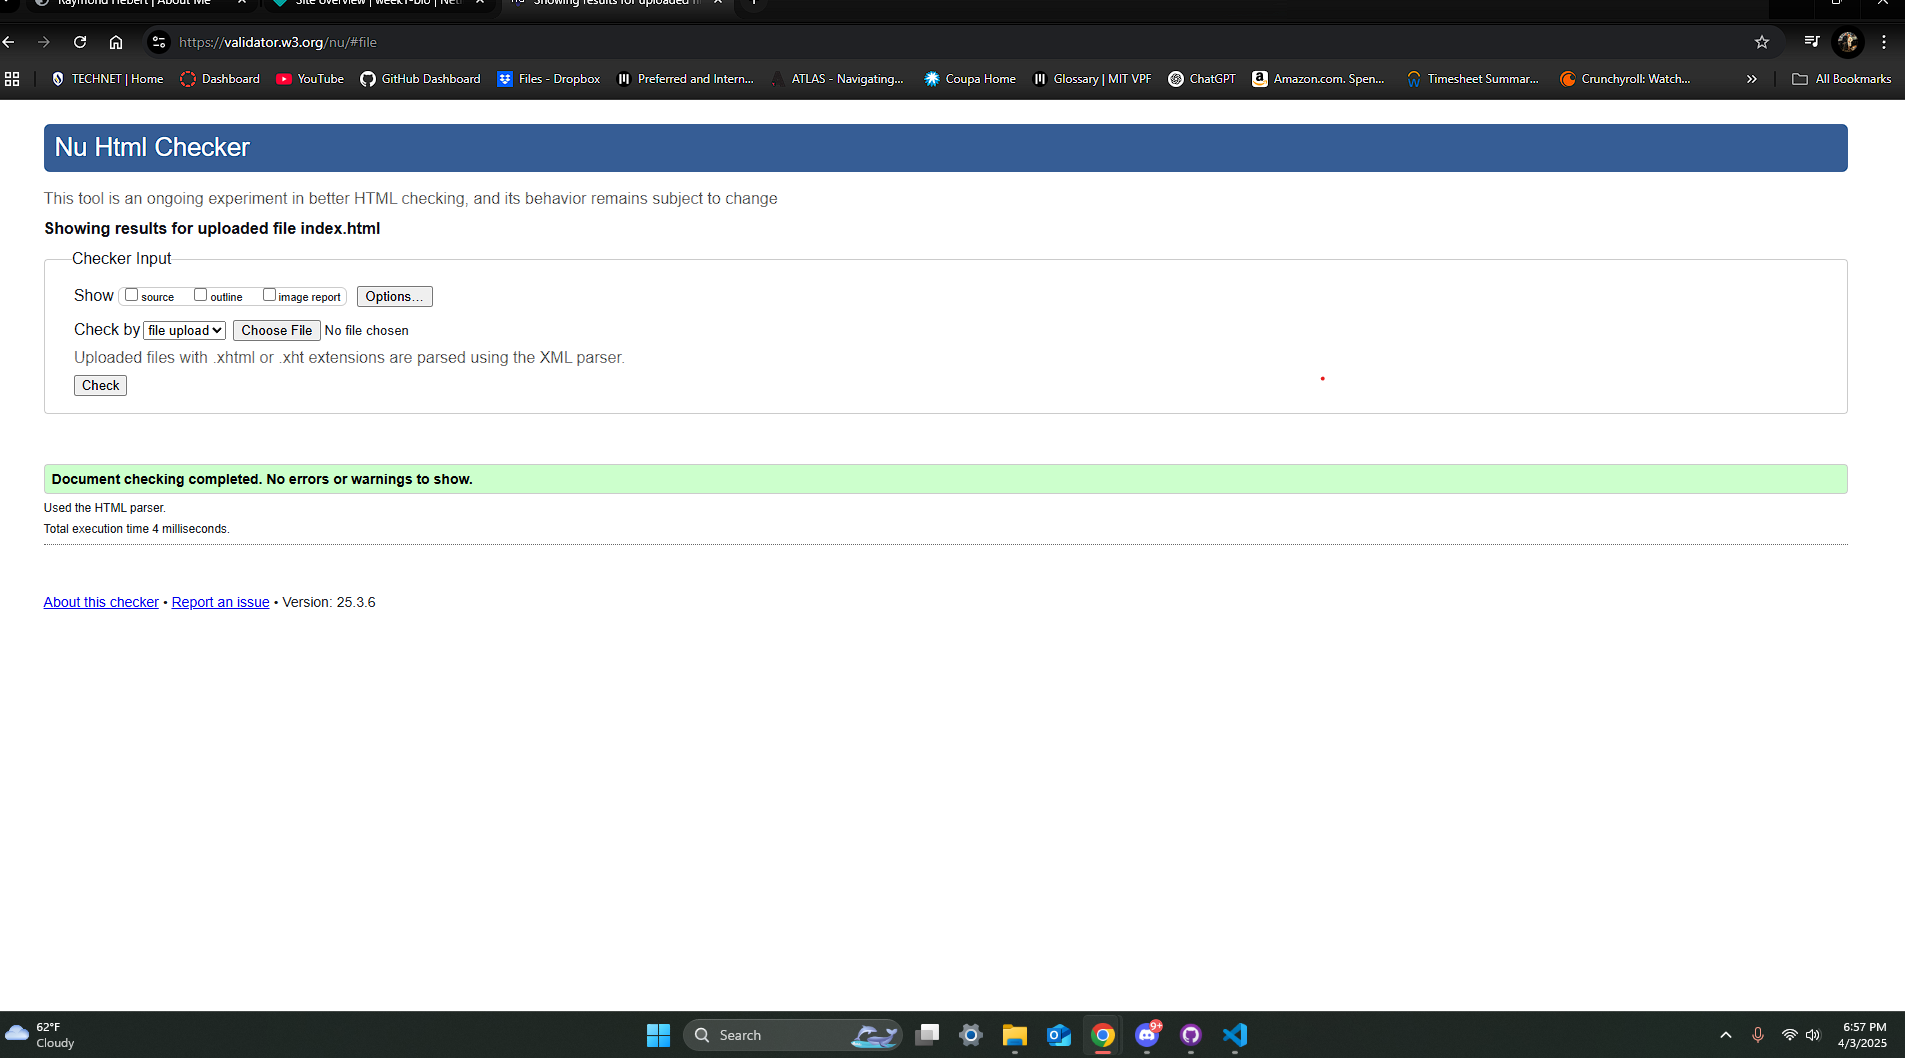 Raymond Hebert | About Me
Site overview | week1-bio | Net
Showing results for uploaded fi
https://validator.w3.org/nu/#file
TECHNET | Home
Dashboard
YouTube
GitHub Dashboard
Files - Dropbox
Preferred and Intern...
ATLAS - Navigating...
Coupa Home
Glossary | MIT VPF
ChatGPT
Amazon.com. Spen...
Timesheet Summar...
Crunchyroll: Watch...
All Bookmarks
Nu Html Checker
This tool is an ongoing experiment in better HTML checking, and its behavior remains subject to change
Showing results for uploaded file index.html
Checker Input
Show source outline image report Options...
Check by file upload Choose File No file chosen
Uploaded files with .xhtml or .xht extensions are parsed using the XML parser.
Check
Document checking completed. No errors or warnings to show.
Used the HTML parser.
Total execution time 4 milliseconds.
About this checker • Report an issue • Version: 25.3.6
62°F
Cloudy
Search
9+
6:57 PM
4/3/2025